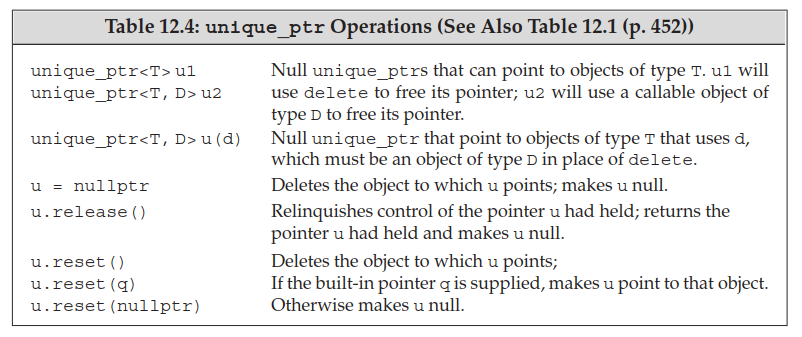 Table 12.4: unique_ptr Operations (See Also Table 12.1 (p. 452))
unique_ptr<T> u1 Null unique_ptrs that can point to objects of type T. u1 will
unique_ptr<T, D> u2 use delete to free its pointer; u2 will use a callable object of
type D to free its pointer.
unique_ptr<T, D> u(d) Null unique_ptr that point to objects of type T that uses d,
which must be an object of type D in place of delete.
u = nullptr Deletes the object to which u points; makes u null.
u.release() Relinquishes control of the pointer u had held; returns the
pointer u had held and makes u null.
u.reset() Deletes the object to which u points;
u.reset(q) If the built-in pointer q is supplied, makes u point to that object.
u.reset(nullptr) Otherwise makes u null.